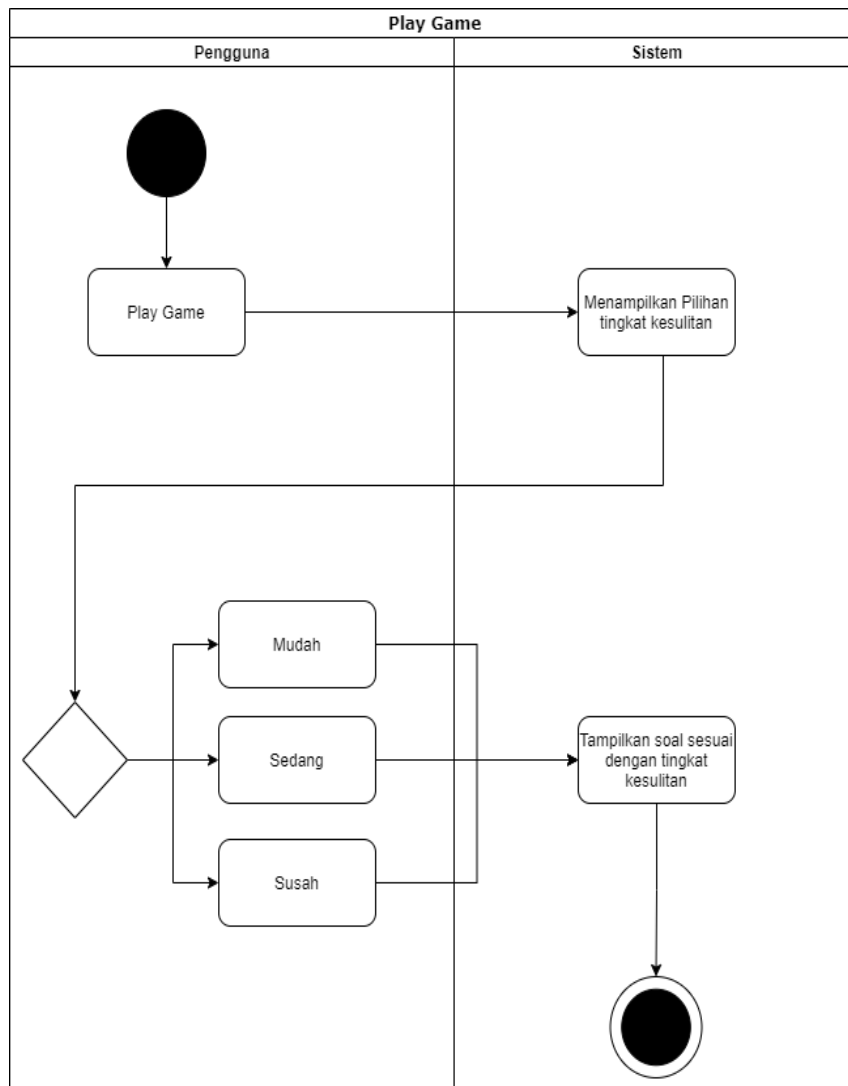 Play Game
Pengguna
Sistem
Play Game
Menampilkan Pilihan
tingkat kesulitan
Mudah
Sedang
Tampilkan soal sesuai
dengan tingkat
kesulitan
Susah